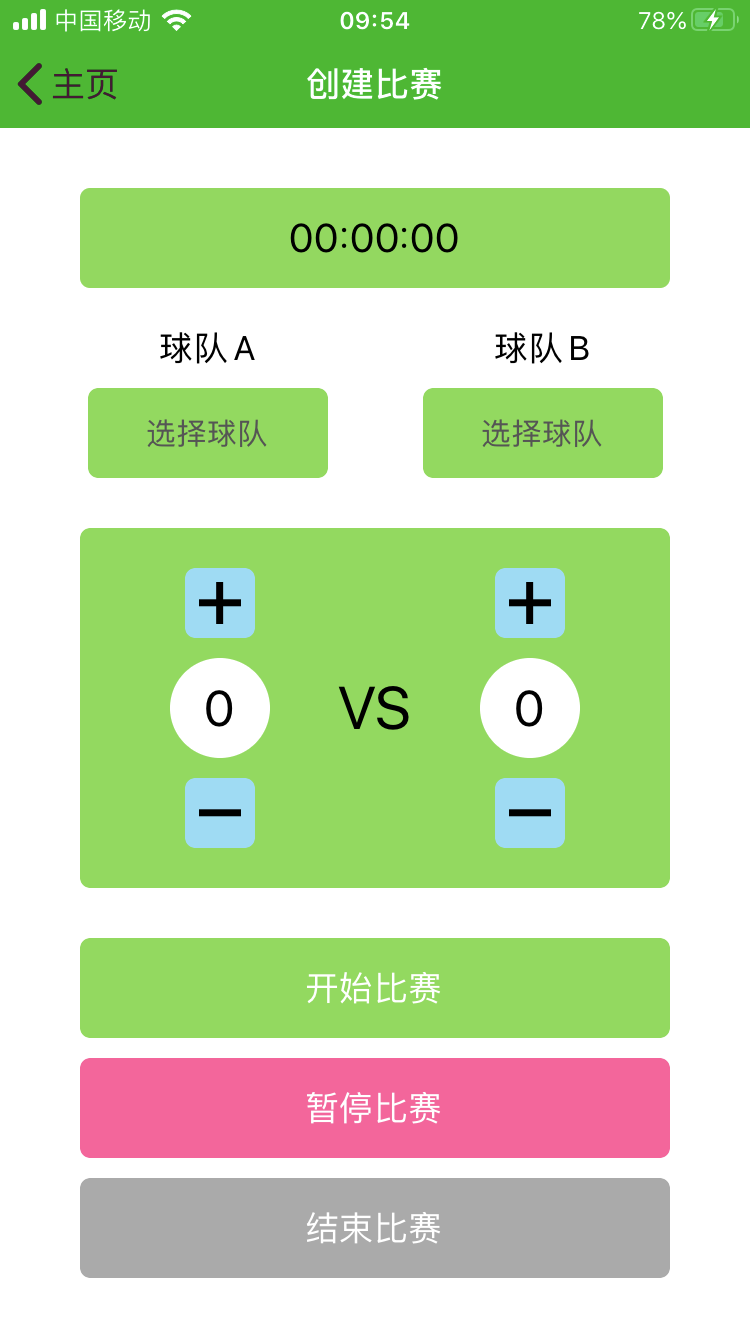 中国移动 09:54 78%
主页 创建比赛
00:00:00
球队 A 球队 B
选择球队 选择球队
+ +
0 VS 0
− −
开始比赛
暂停比赛
结束比赛